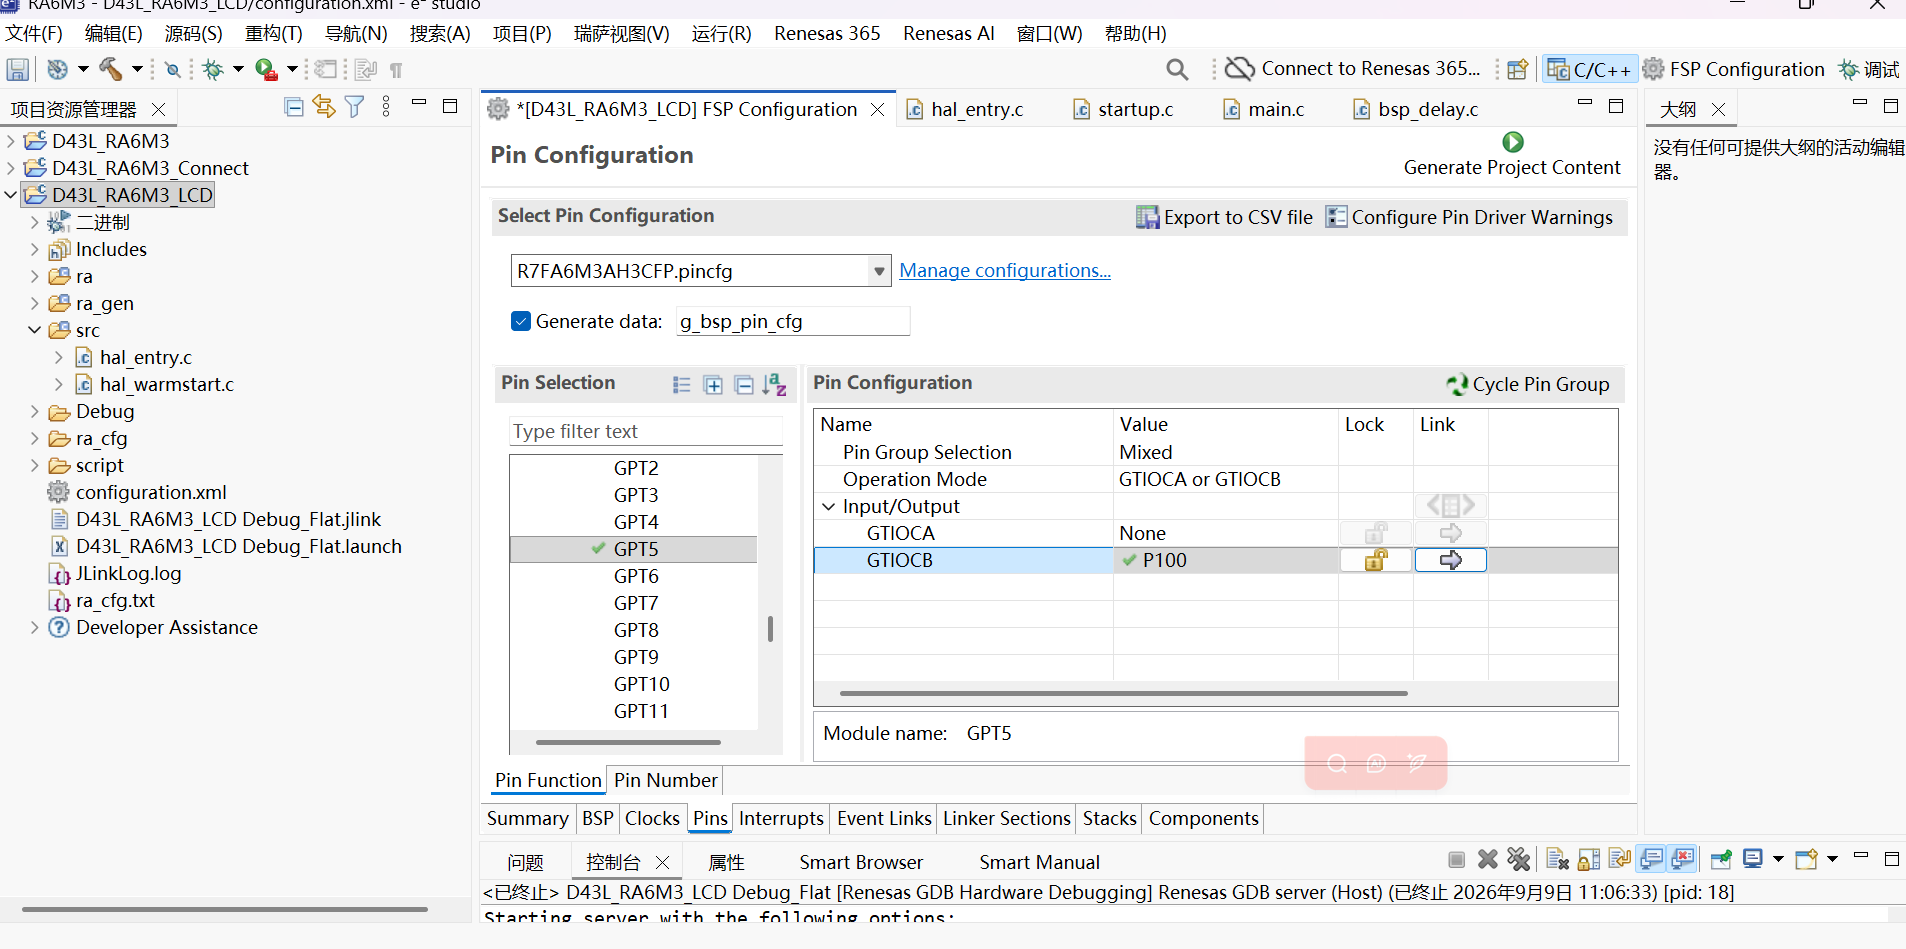 RA6M3 - D43L_RA6M3_LCD/configuration.xml - e² studio
文件(F) 编辑(E) 源码(S) 重构(T) 导航(N) 搜索(A) 项目(P) 瑞萨视图(V) 运行(R) Renesas 365 Renesas AI 窗口(W) 帮助(H)
Connect to Renesas 365... C/C++ FSP Configuration 调试
项目资源管理器
D43L_RA6M3
D43L_RA6M3_Connect
D43L_RA6M3_LCD
二进制
Includes
ra
ra_gen
src
hal_entry.c
hal_warmstart.c
Debug
ra_cfg
script
configuration.xml
D43L_RA6M3_LCD Debug_Flat.jlink
D43L_RA6M3_LCD Debug_Flat.launch
JLinkLog.log
ra_cfg.txt
Developer Assistance
*[D43L_RA6M3_LCD] FSP Configuration hal_entry.c startup.c main.c bsp_delay.c
Pin Configuration
Generate Project Content
Select Pin Configuration
Export to CSV file Configure Pin Driver Warnings
R7FA6M3AH3CFP.pincfg Manage configurations...
Generate data: g_bsp_pin_cfg
Pin Selection
Type filter text
GPT2
GPT3
GPT4
GPT5
GPT6
GPT7
GPT8
GPT9
GPT10
GPT11
Pin Configuration Cycle Pin Group
Name Value Lock Link
Pin Group Selection Mixed
Operation Mode GTIOCA or GTIOCB
Input/Output
GTIOCA None
GTIOCB P100
Module name: GPT5
Pin Function Pin Number
Summary BSP Clocks Pins Interrupts Event Links Linker Sections Stacks Components
问题 控制台 属性 Smart Browser Smart Manual
<已终止> D43L_RA6M3_LCD Debug_Flat [Renesas GDB Hardware Debugging] Renesas GDB server (Host) (已终止 2026年9月9日 11:06:33) [pid: 18]
Starting server with the following options:
大纲
没有任何可提供大纲的活动编辑
器。